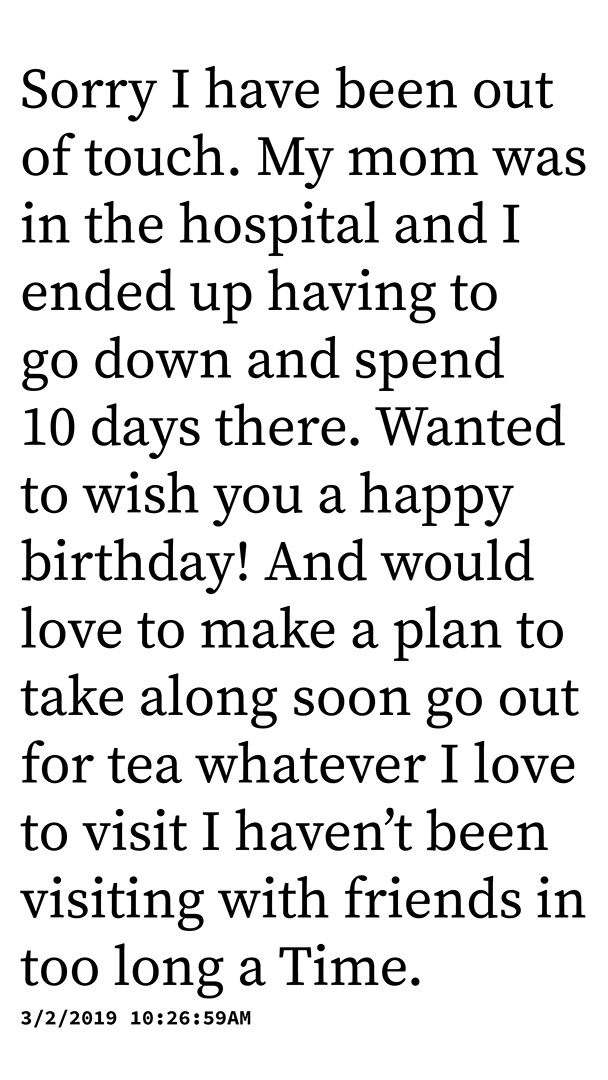 Sorry I have been out
of touch. My mom was
in the hospital and I
ended up having to
go down and spend
10 days there. Wanted
to wish you a happy
birthday! And would
love to make a plan to
take along soon go out
for tea whatever I love
to visit I haven’t been
visiting with friends in
too long a Time.
3/2/2019 10:26:59AM